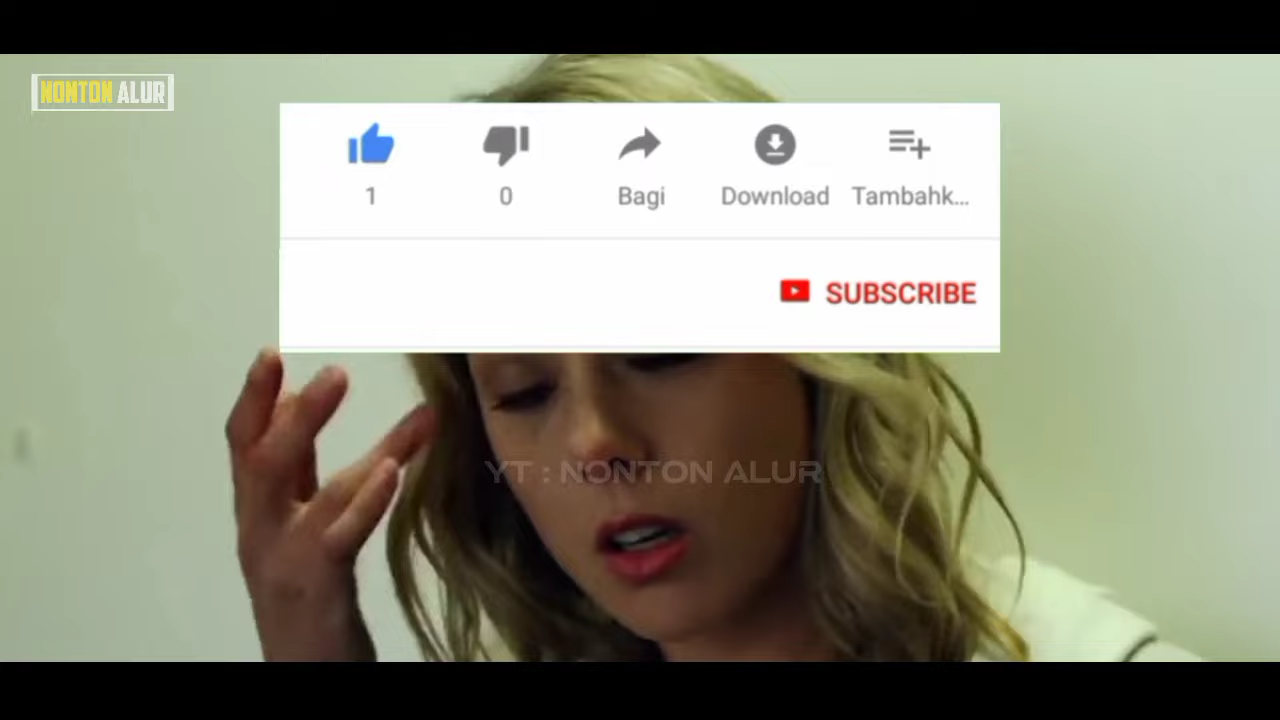 NONTON ALUR
1 0 Bagi Download Tambahk...
SUBSCRIBE
YT : NONTON ALUR